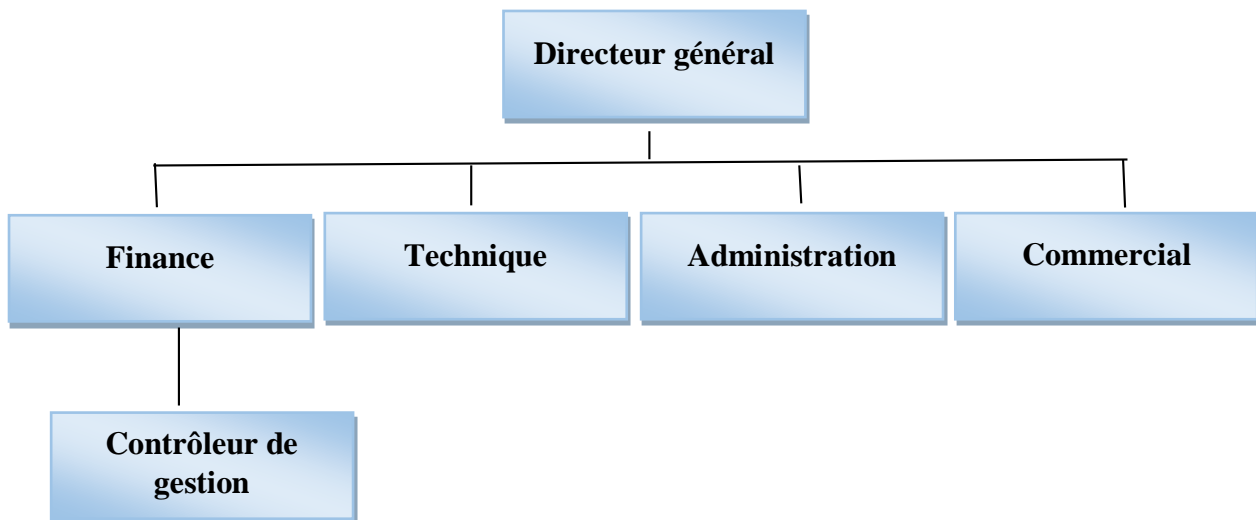 Directeur général
Finance
Technique
Administration
Commercial
Contrôleur de
gestion